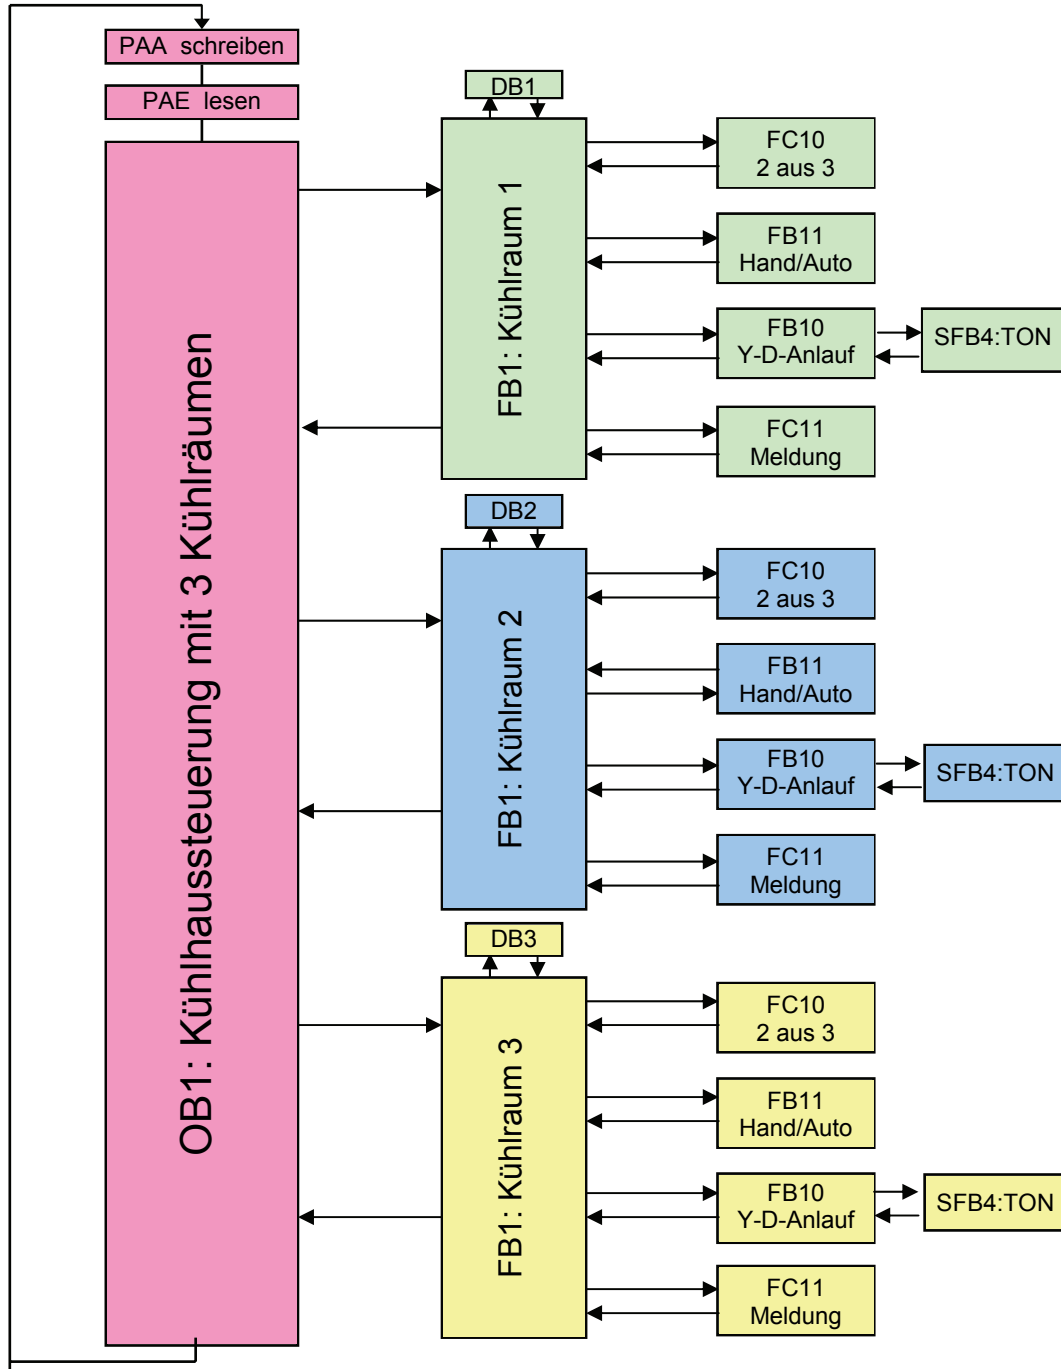 PAA schreiben
PAE lesen
OB1: Kühlhaussteuerung mit 3 Kühlräumen
DB1
FB1: Kühlraum 1
FC10
2 aus 3
FB11
Hand/Auto
FB10
Y-D-Anlauf
SFB4:TON
FC11
Meldung
DB2
FB1: Kühlraum 2
FC10
2 aus 3
FB11
Hand/Auto
FB10
Y-D-Anlauf
SFB4:TON
FC11
Meldung
DB3
FB1: Kühlraum 3
FC10
2 aus 3
FB11
Hand/Auto
FB10
Y-D-Anlauf
SFB4:TON
FC11
Meldung